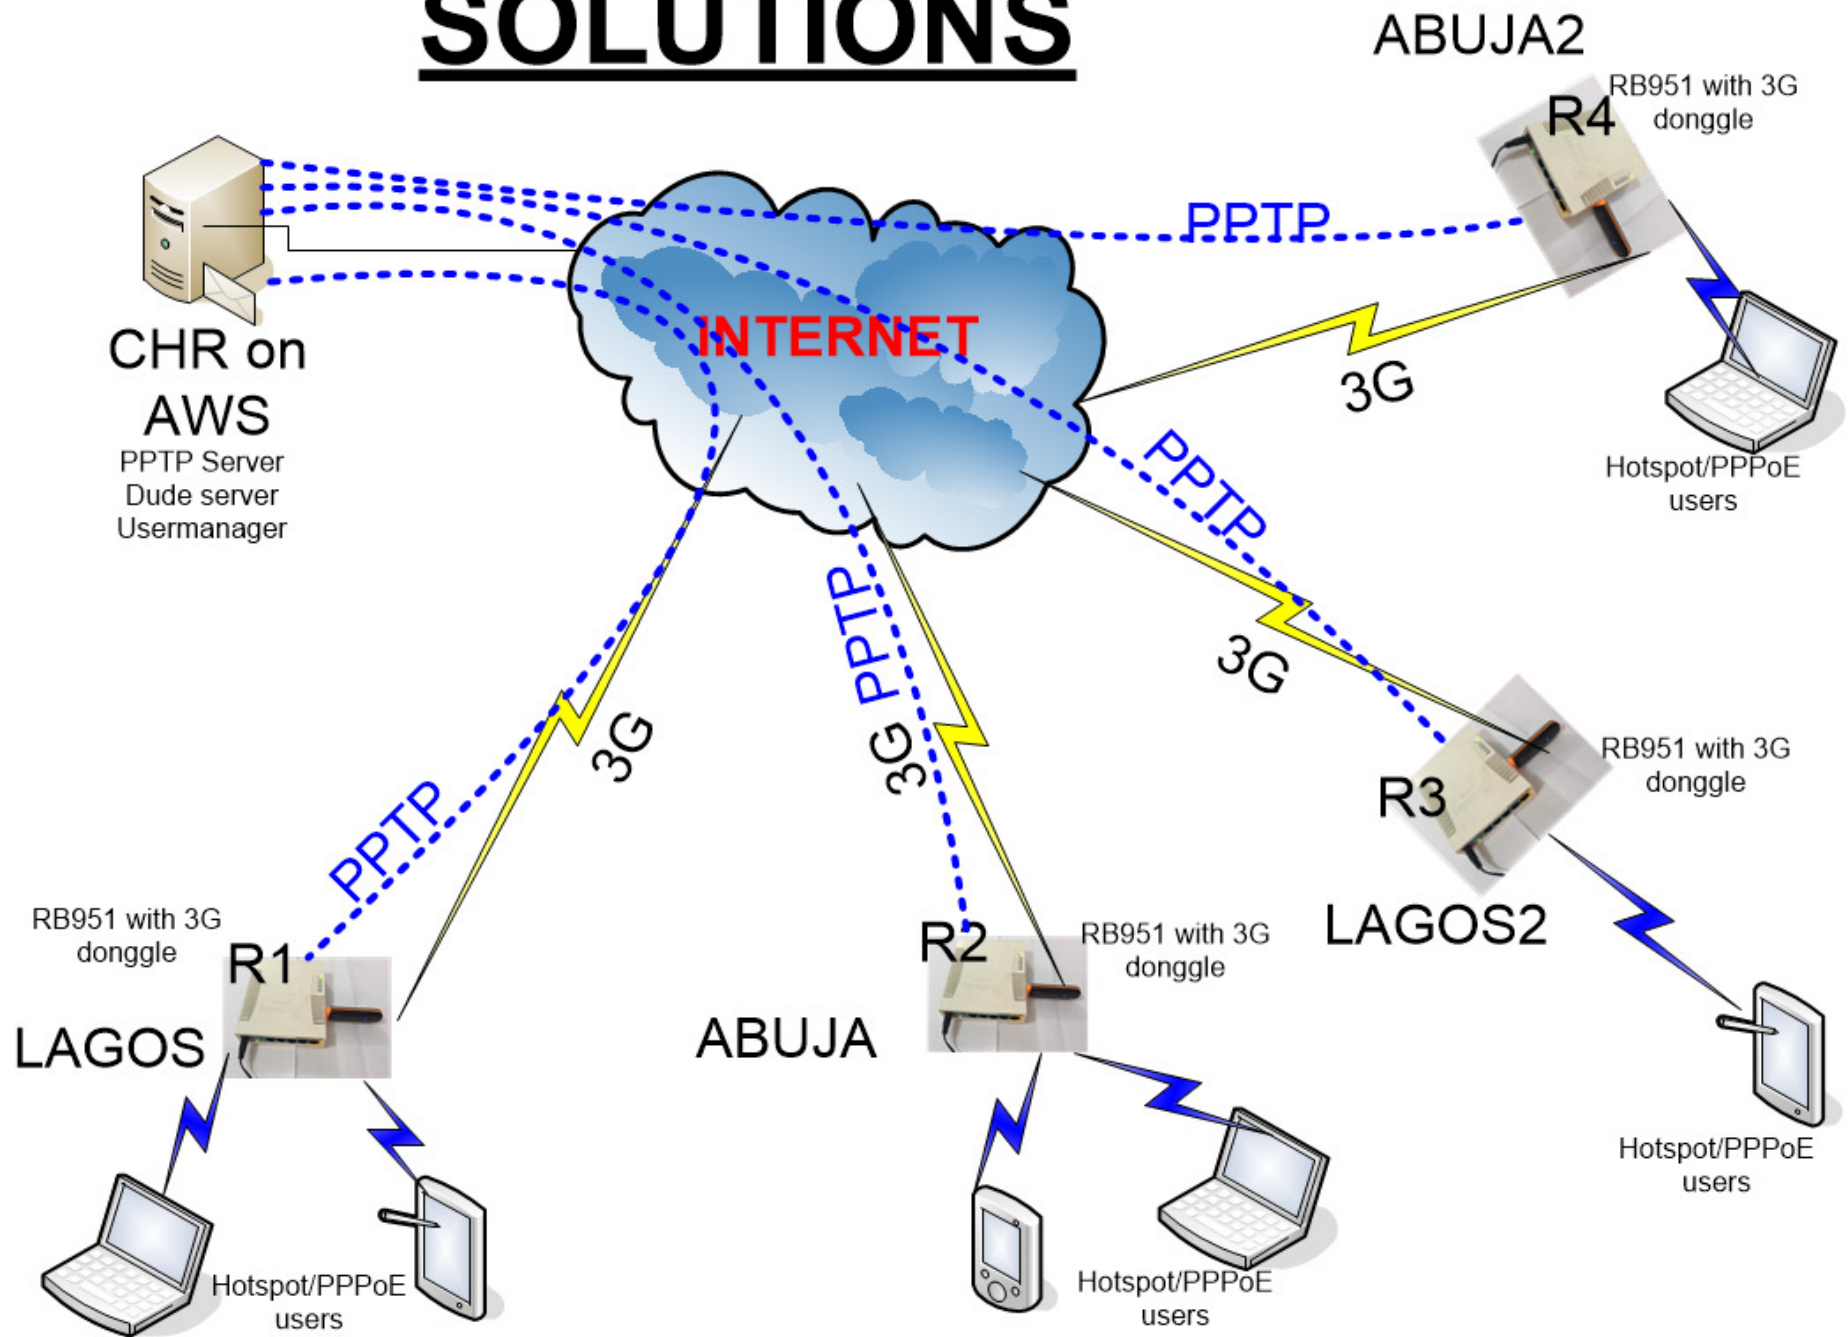 SOLUTIONS
ABUJA2
RB951 with 3G
donggle
R4
PPTP
INTERNET
3G
CHR on
AWS
PPTP Server
Dude server
Usermanager
Hotspot/PPPoE
users
PPTP
3G
PPTP
3G
PPTP
3G
R3
RB951 with 3G
donggle
LAGOS2
RB951 with 3G
donggle
R1
LAGOS
R2
RB951 with 3G
donggle
ABUJA
Hotspot/PPPoE
users
Hotspot/PPPoE
users
Hotspot/PPPoE
users